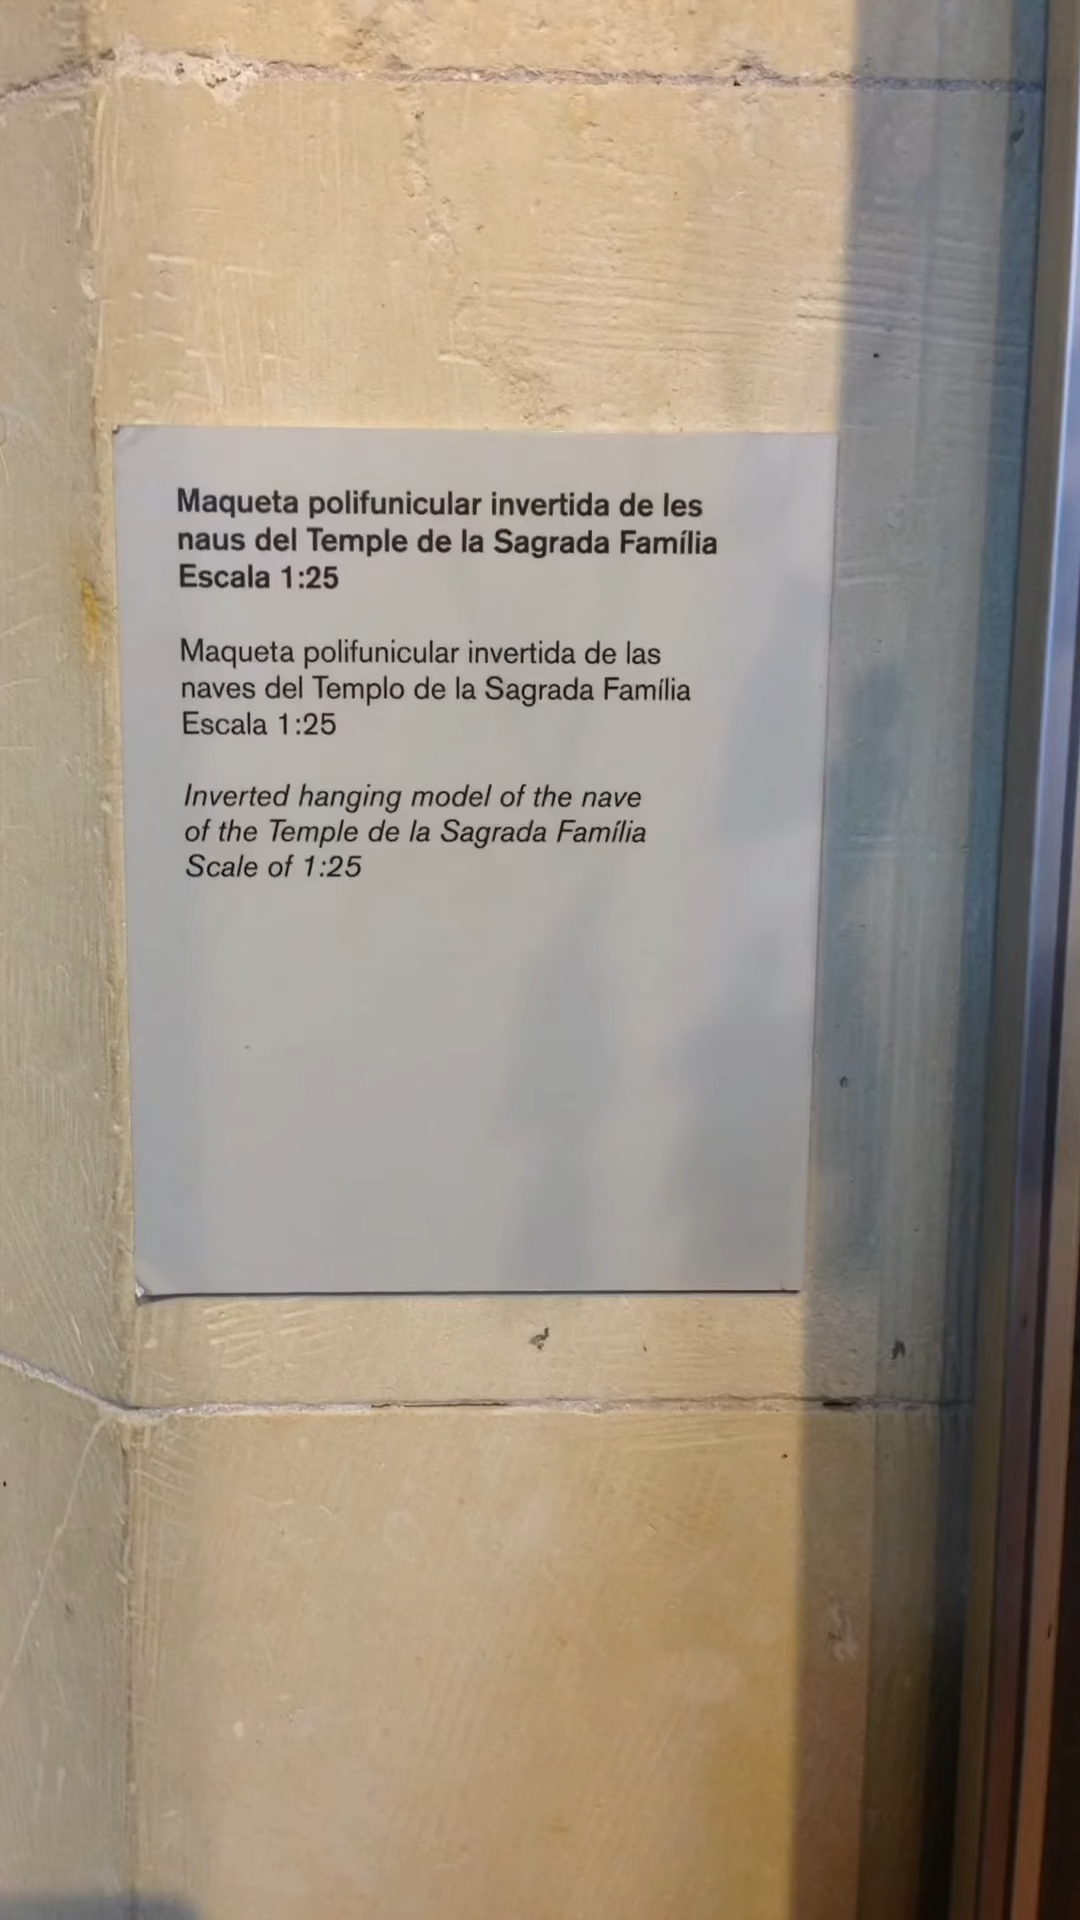 Maqueta polifunicular invertida de les
naus del Temple de la Sagrada Família
Escala 1:25
Maqueta polifunicular invertida de las
naves del Templo de la Sagrada Família
Escala 1:25
Inverted hanging model of the nave
of the Temple de la Sagrada Família
Scale of 1:25